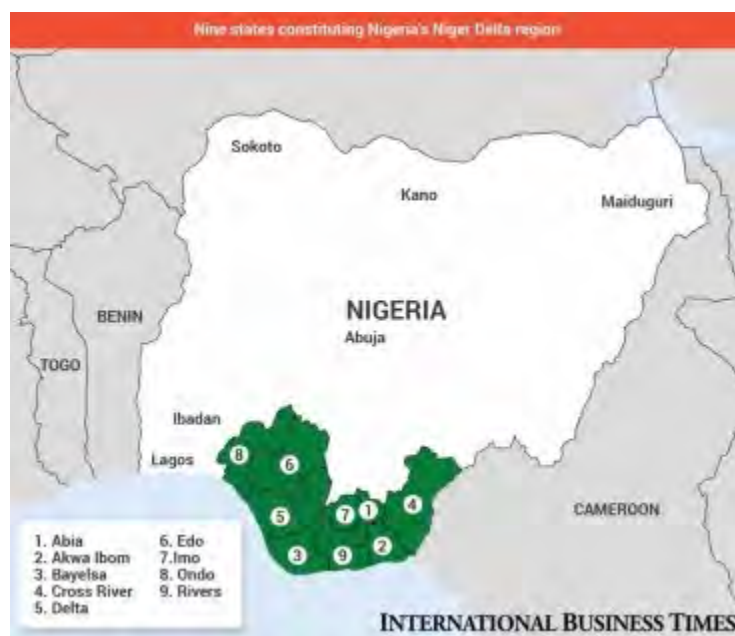 Nine states constituting Nigeria's Niger Delta region
Sokoto
Kano
Maiduguri
NIGERIA
Abuja
BENIN
TOGO
Ibadan
Lagos
CAMEROON
8
6
5
7
1
4
3
9
2
1. Abia
2. Akwa Ibom
3. Bayelsa
4. Cross River
5. Delta
6. Edo
7.Imo
8. Ondo
9. Rivers
INTERNATIONAL BUSINESS TIMES